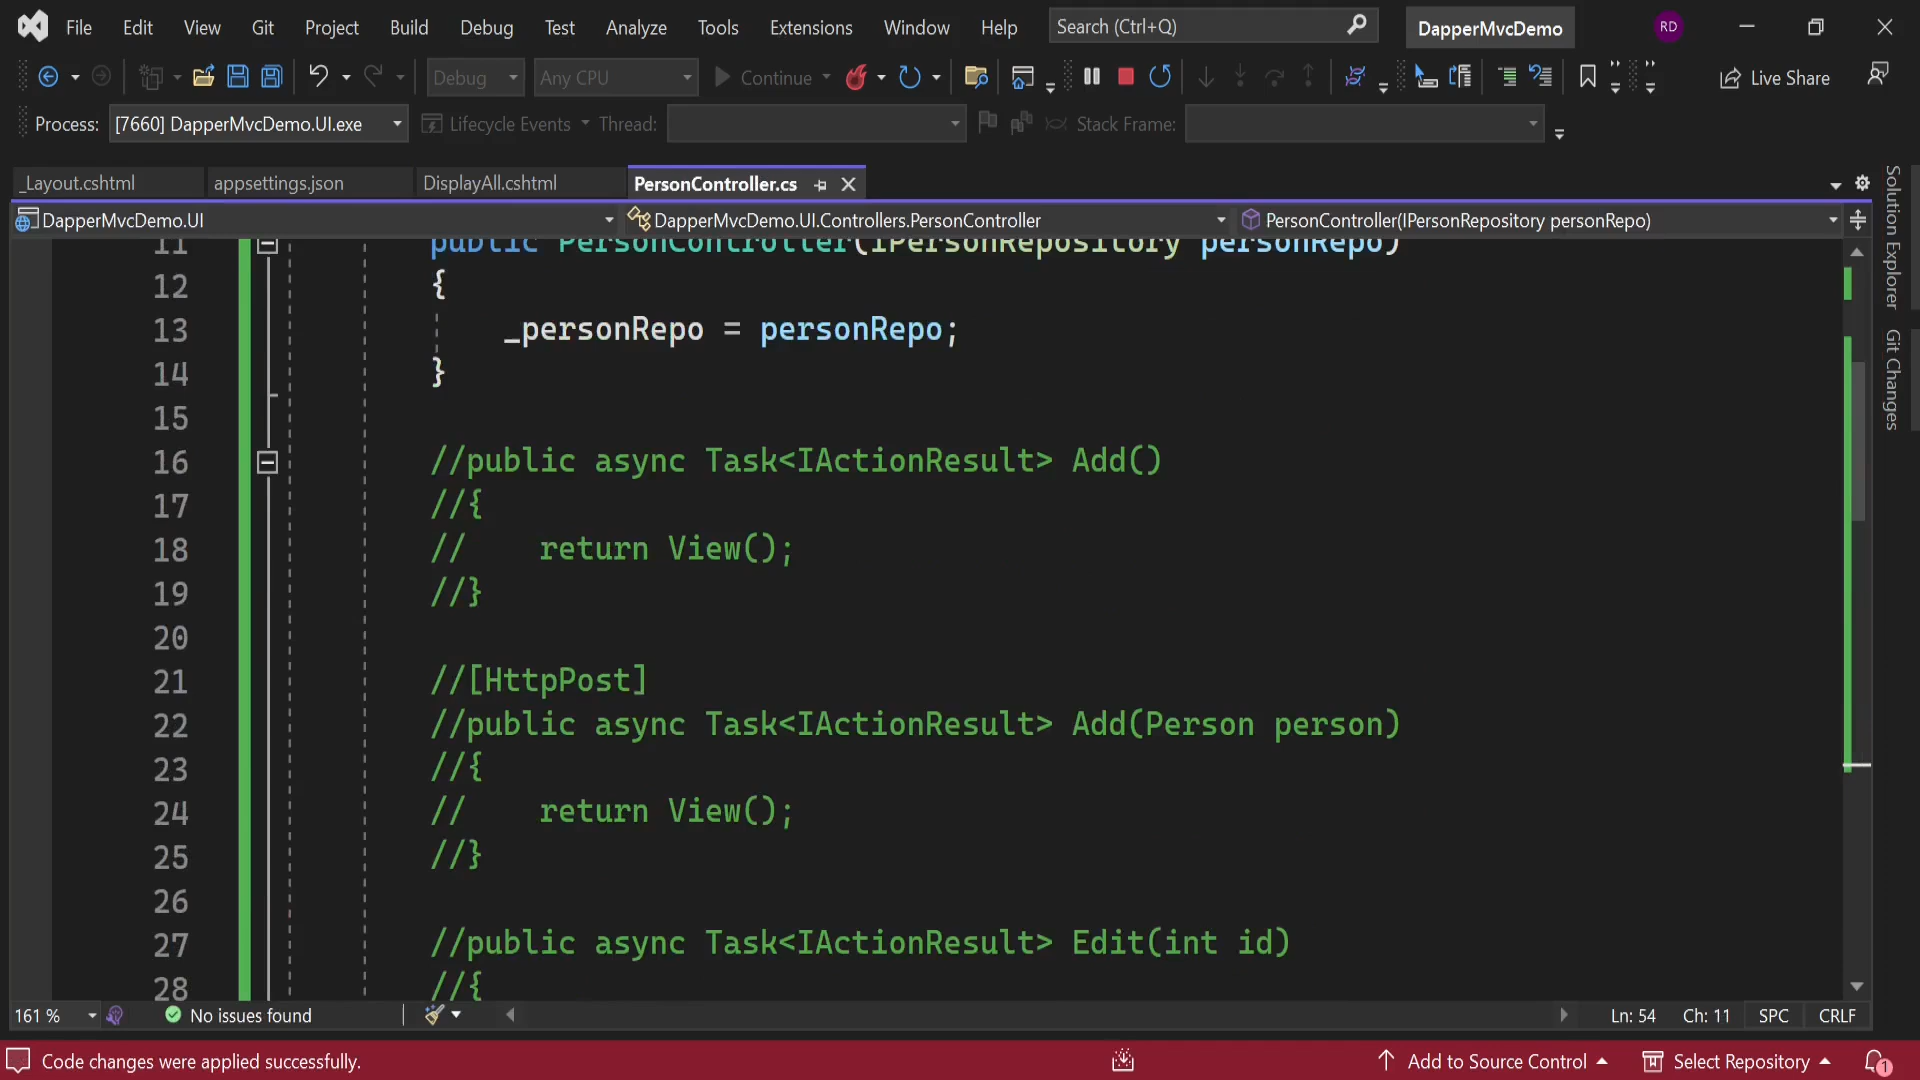 File Edit View Git Project Build Debug Test Analyze Tools Extensions Window Help Search (Ctrl+Q) DapperMvcDemo RD
Debug Any CPU Continue Live Share
Process: [7660] DapperMvcDemo.UI.exe Lifecycle Events Thread: Stack Frame:
_Layout.cshtml appsettings.json DisplayAll.cshtml PersonController.cs
DapperMvcDemo.UI DapperMvcDemo.UI.Controllers.PersonController PersonController(IPersonRepository personRepo)
11 public PersonController(IPersonRepository personRepo)
12 {
13 _personRepo = personRepo;
14 }
15
16 //public async Task<IActionResult> Add()
17 //{
18 // return View();
19 //}
20
21 //[HttpPost]
22 //public async Task<IActionResult> Add(Person person)
23 //{
24 // return View();
25 //}
26
27 //public async Task<IActionResult> Edit(int id)
28 //{
Solution Explorer
Git Changes
161 % No issues found Ln: 54 Ch: 11 SPC CRLF
Code changes were applied successfully. Add to Source Control Select Repository 1